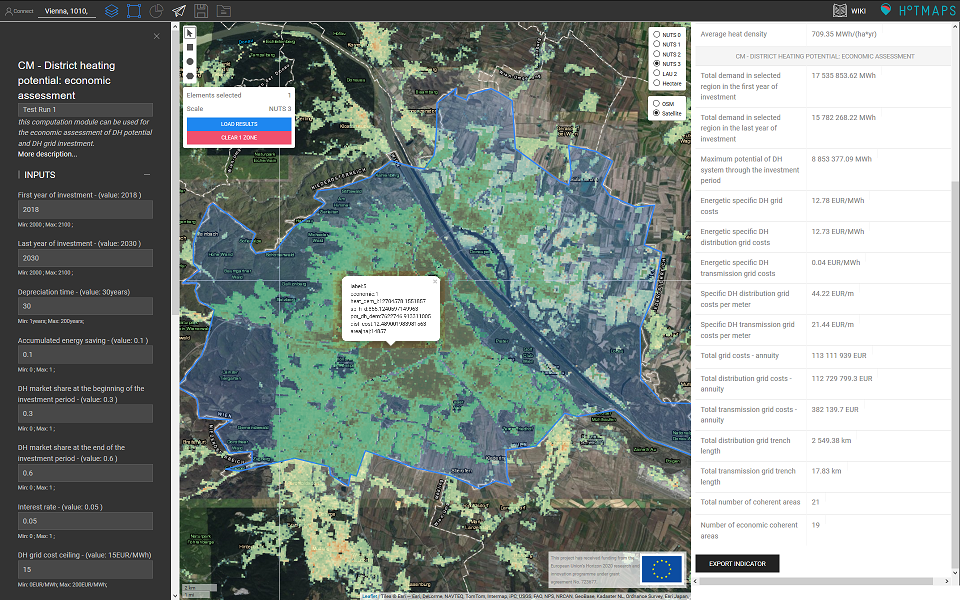 Connect
Vienna, 1010,
WIKI
HOTMAPS
CM - District heating
potential: economic
assessment
Test Run 1
this computation module can be used for
the economic assessment of DH potential
and DH grid investment.
More description...
INPUTS
First year of investment - (value: 2018 )
2018
Min: 2000 ; Max: 2100 ;
Last year of investment - (value: 2030 )
2030
Min: 2000 ; Max: 2100 ;
Depreciation time - (value: 30years)
30
Min: 1years; Max: 200years;
Accumulated energy saving - (value: 0.1 )
0.1
Min: 0 ; Max: 1 ;
DH market share at the beginning of the
investment period - (value: 0.3 )
0.3
Min: 0 ; Max: 1 ;
DH market share at the end of the
investment period - (value: 0.6 )
0.6
Min: 0 ; Max: 1 ;
Interest rate - (value: 0.05 )
0.05
Min: 0 ; Max: 1 ;
DH grid cost ceiling - (value: 15EUR/MWh)
15
Min: 0EUR/MWh; Max: 200EUR/MWh;
Elements selected 1
Scale NUTS 3
LOAD RESULTS
CLEAR 1 ZONE
NUTS 0
NUTS 1
NUTS 2
NUTS 3
LAU 2
Hectare
OSM
Satellite
NIEDERÖSTERREICH
WIEN
label:5
economic:1
2 km
1 mi
This project has received funding from the
European Union's Horizon 2020 research and
innovation programme under grant
agreement No. 723677.
Leaflet | Tiles © Esri — Esri, DeLorme, NAVTEQ, TomTom, Intermap, iPC, USGS, FAO, NPS, NRCAN, GeoBase, Kadaster NL, Ordnance Survey, Esri Japan,
Average heat density 709.35 MWh/(ha*yr)
CM - DISTRICT HEATING POTENTIAL: ECONOMIC ASSESSMENT
Total demand in selected 17 535 853.62 MWh
region in the first year of
investment
Total demand in selected 15 782 268.22 MWh
region in the last year of
investment
Maximum potential of DH 8 853 377.09 MWh
system through the investment
period
Energetic specific DH grid 12.78 EUR/MWh
costs
Energetic specific DH 12.73 EUR/MWh
distribution grid costs
Energetic specific DH 0.04 EUR/MWh
transmission grid costs
Specific DH distribution grid 44.22 EUR/m
costs per meter
Specific DH transmission grid 21.44 EUR/m
costs per meter
Total grid costs - annuity 113 111 939 EUR
Total distribution grid costs - 112 729 799.3 EUR
annuity
Total transmission grid costs - 382 139.7 EUR
annuity
Total distribution grid trench 2 549.38 km
length
Total transmission grid trench 17.83 km
length
Total number of coherent areas 21
Number of economic coherent 19
areas
EXPORT INDICATOR